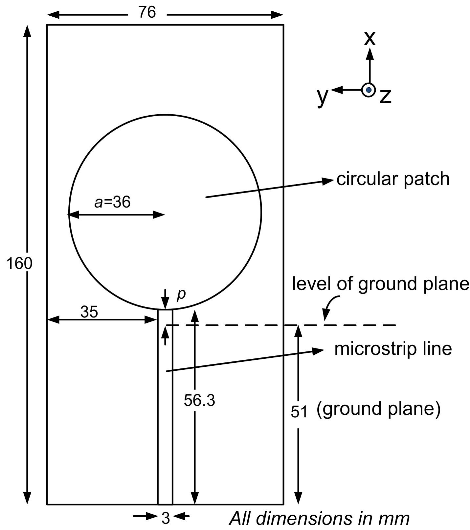 76
x
y
z
circular patch
a=36
160
p
level of ground plane
35
microstrip line
56.3
51 (ground plane)
3
All dimensions in mm